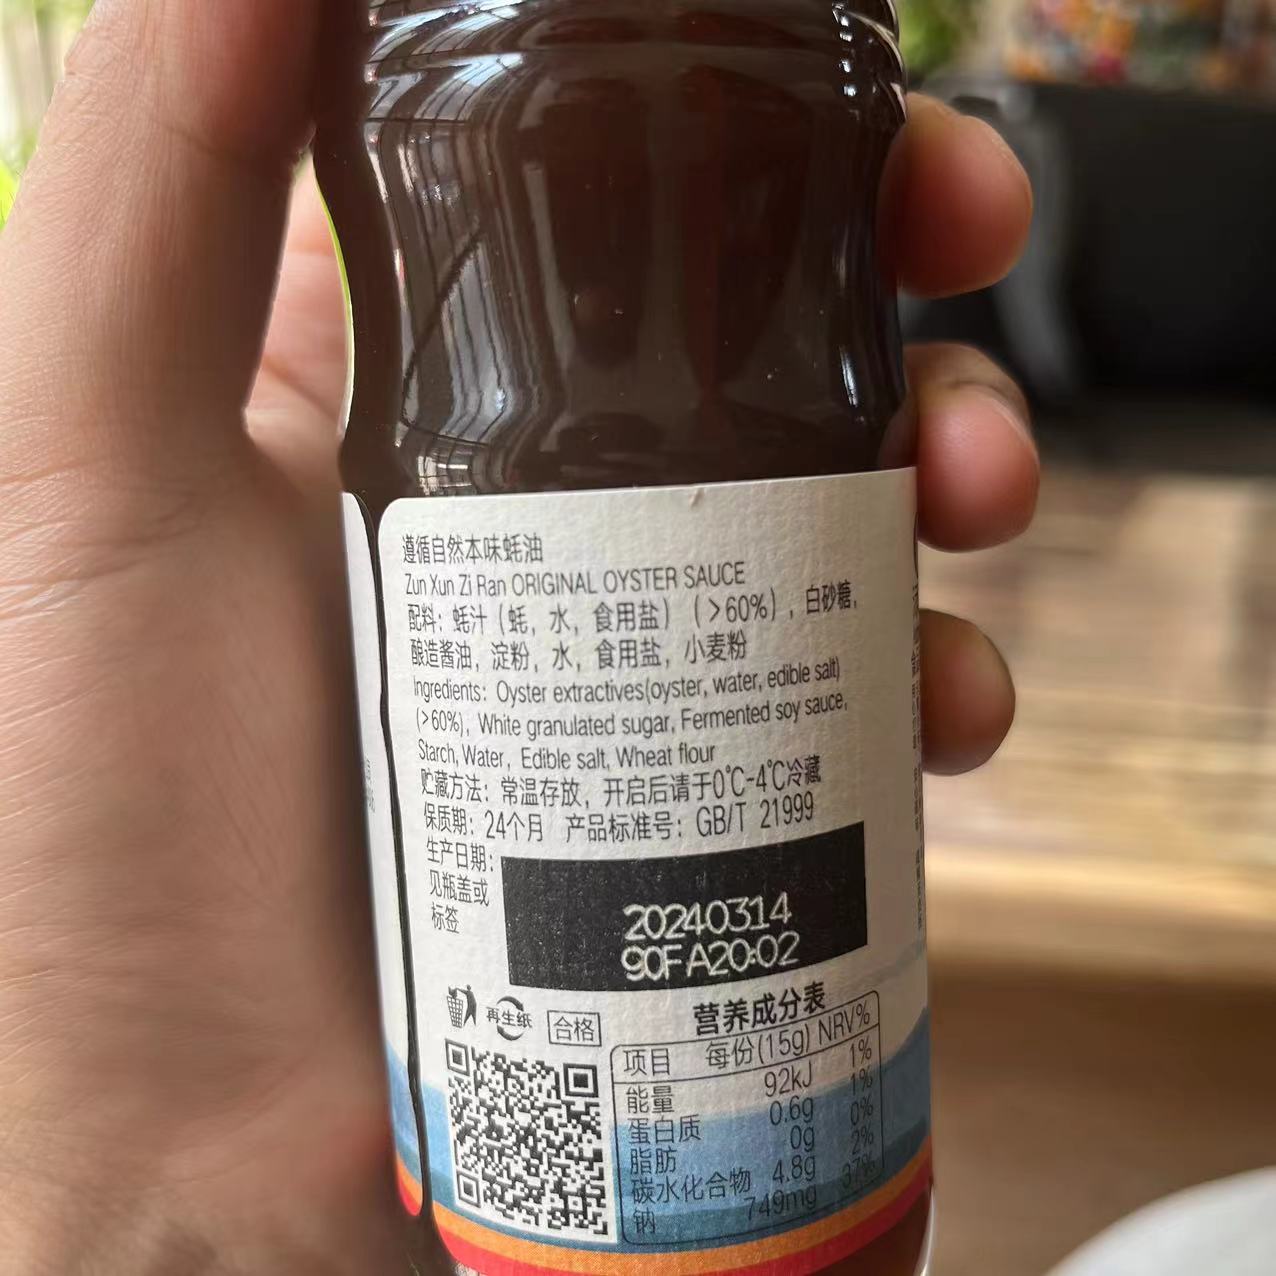 遵循自然本味蚝油
Zun Xun Zi Ran ORIGINAL OYSTER SAUCE
配料：蚝汁（蚝，水，食用盐）（>60%），白砂糖，
酿造酱油，淀粉，水，食用盐，小麦粉
Ingredients: Oyster extractives(oyster, water, edible salt)
(>60%), White granulated sugar, Fermented soy sauce,
Starch, Water, Edible salt, Wheat flour
贮藏方法：常温存放，开启后请于0℃-4℃冷藏
保质期：24个月 产品标准号：GB/T 21999
生产日期：
见瓶盖或
标签
20240314
90FA20:02
再生纸 合格
营养成分表
项目 每份(15g) NRV%
能量 92kJ 1%
蛋白质 0.6g 1%
脂肪 0g 0%
碳水化合物 4.8g 2%
钠 749mg 37%